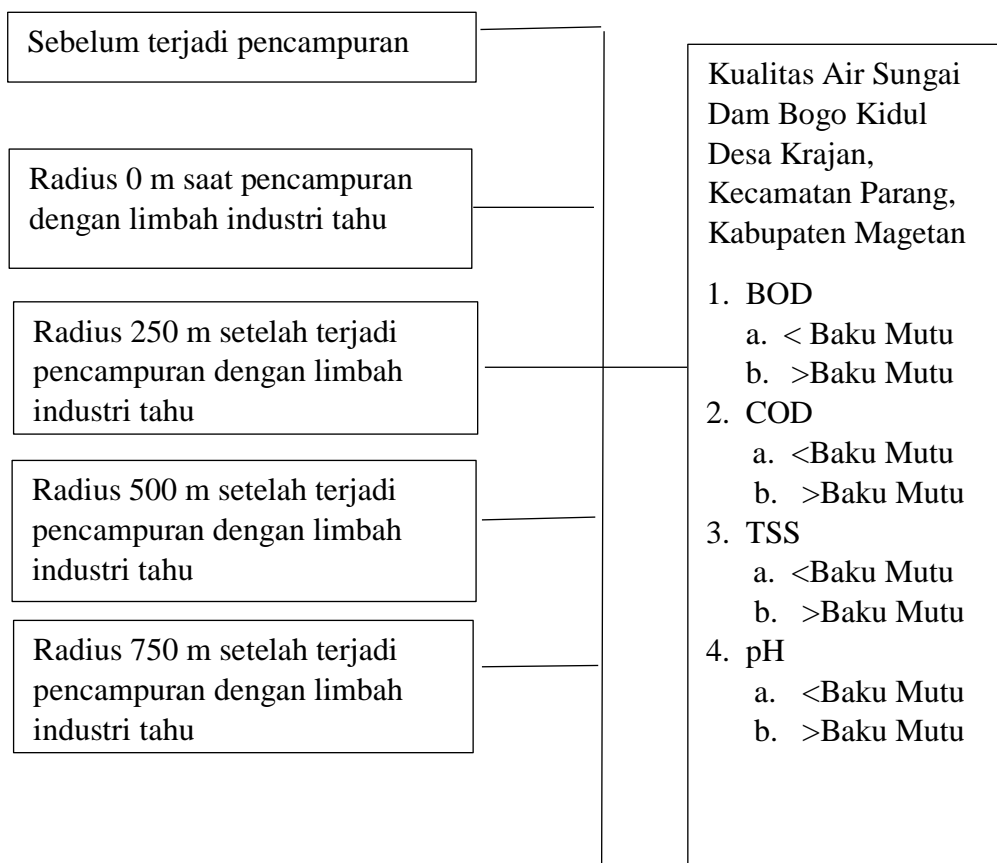 Sebelum terjadi pencampuran
Radius 0 m saat pencampuran
dengan limbah industri tahu
Radius 250 m setelah terjadi
pencampuran dengan limbah
industri tahu
Radius 500 m setelah terjadi
pencampuran dengan limbah
industri tahu
Radius 750 m setelah terjadi
pencampuran dengan limbah
industri tahu
Kualitas Air Sungai
Dam Bogo Kidul
Desa Krajan,
Kecamatan Parang,
Kabupaten Magetan
1. BOD
a. < Baku Mutu
b. >Baku Mutu
2. COD
a. <Baku Mutu
b. >Baku Mutu
3. TSS
a. <Baku Mutu
b. >Baku Mutu
4. pH
a. <Baku Mutu
b. >Baku Mutu